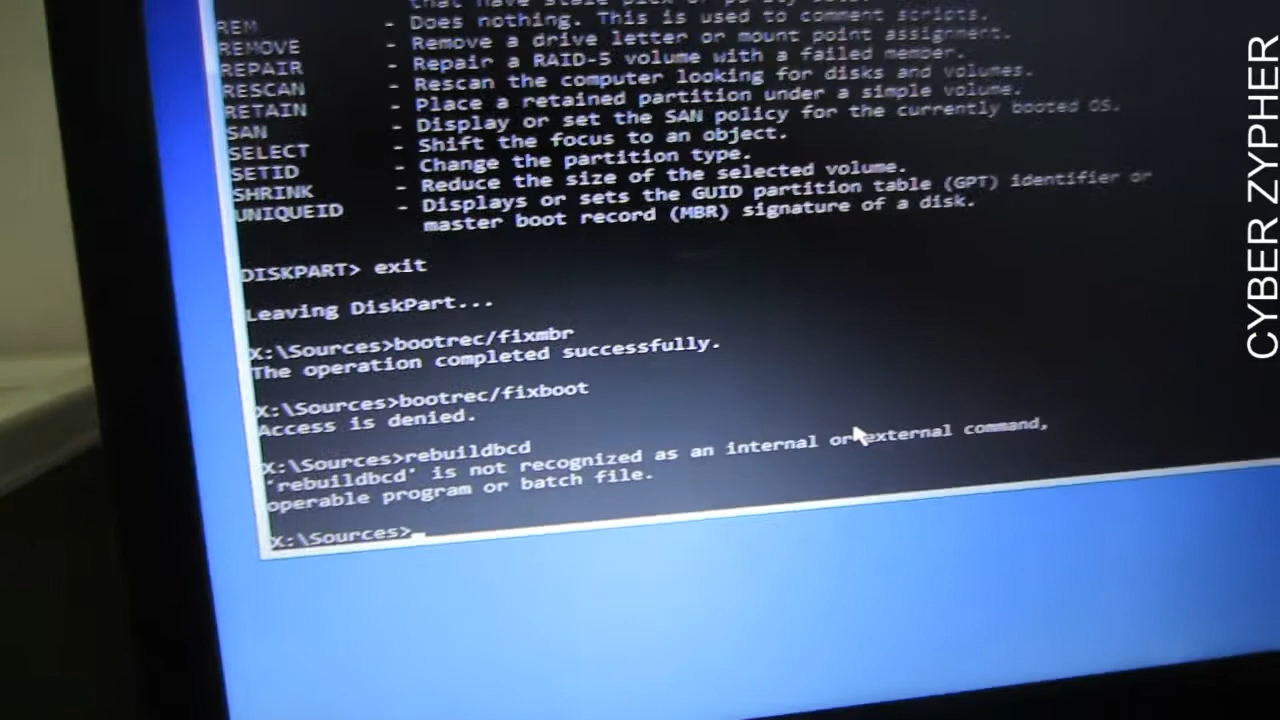 that have stale
REM - Does nothing. This is used to comment scripts.
REMOVE - Remove a drive letter or mount point assignment.
REPAIR - Repair a RAID-5 volume with a failed member.
RESCAN - Rescan the computer looking for disks and volumes.
RETAIN - Place a retained partition under a simple volume.
SAN - Display or set the SAN policy for the currently booted OS.
SELECT - Shift the focus to an object.
SETID - Change the partition type.
SHRINK - Reduce the size of the selected volume.
UNIQUEID - Displays or sets the GUID partition table (GPT) identifier or
master boot record (MBR) signature of a disk.
DISKPART> exit
Leaving DiskPart...
X:\Sources>bootrec/fixmbr
The operation completed successfully.
X:\Sources>bootrec/fixboot
Access is denied.
X:\Sources>rebuildbcd
'rebuildbcd' is not recognized as an internal or external command,
operable program or batch file.
X:\Sources>
CYBER ZYPHER